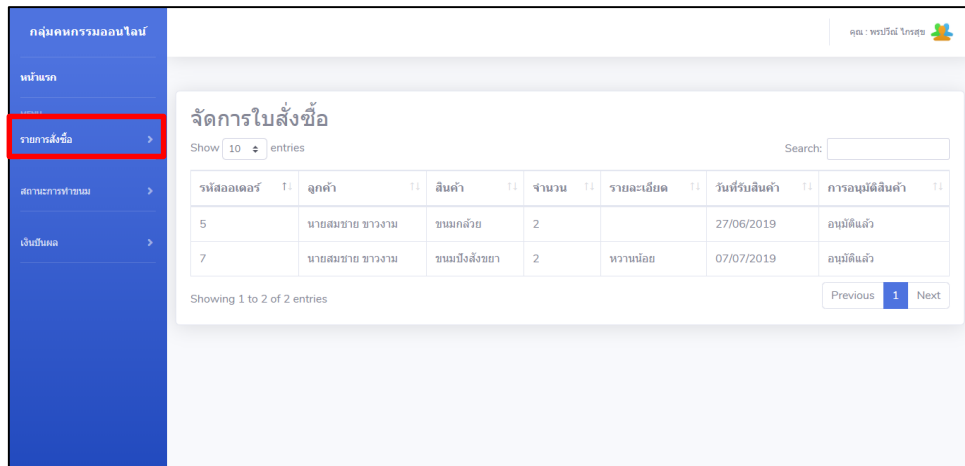 กลุ่มคหกรรมออนไลน์
คุณ : พรปวีณ์ ไกรสุข
หน้าแรก
MENU
รายการสั่งซื้อ
สถานะการทำขนม
เงินปันผล
จัดการใบสั่งซื้อ
Show 10 entries
Search:
รหัสออเดอร์ ลูกค้า สินค้า จำนวน รายละเอียด วันที่รับสินค้า การอนุมัติสินค้า
5 นายสมชาย ขาวงาม ขนมกล้วย 2 27/06/2019 อนุมัติแล้ว
7 นายสมชาย ขาวงาม ขนมปังสังขยา 2 หวานน้อย 07/07/2019 อนุมัติแล้ว
Showing 1 to 2 of 2 entries
Previous 1 Next